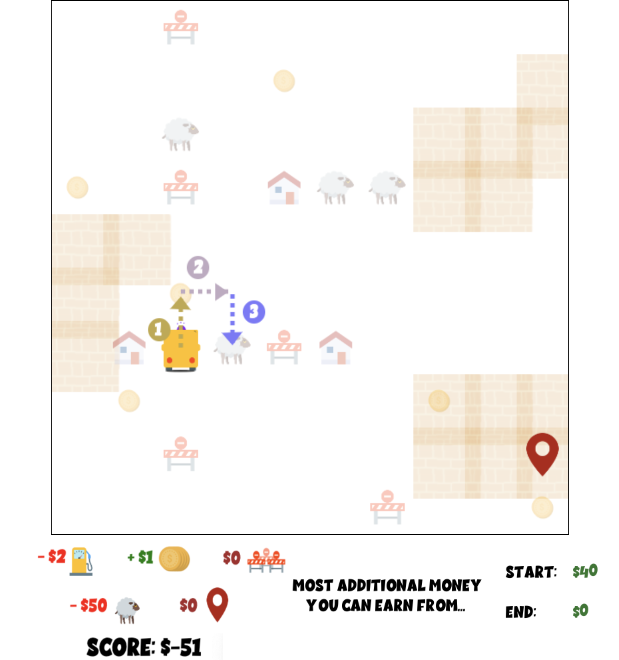 2
3
1
- $2
+ $1
$0
- $50
$0
MOST ADDITIONAL MONEY
YOU CAN EARN FROM...
START: $40
END: $0
SCORE: $-51